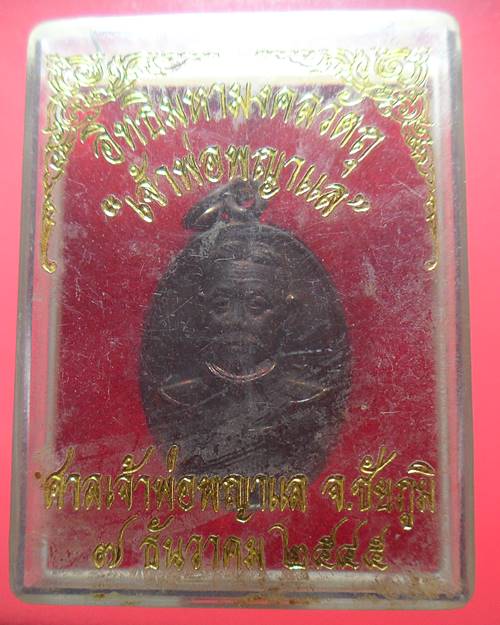 อิทธิมหามงคลวัตถุ
“เจ้าพ่อพญาแล”
ศาลเจ้าพ่อพญาแล จ.ชัยภูมิ
๗ ธันวาคม ๒๕๔๕